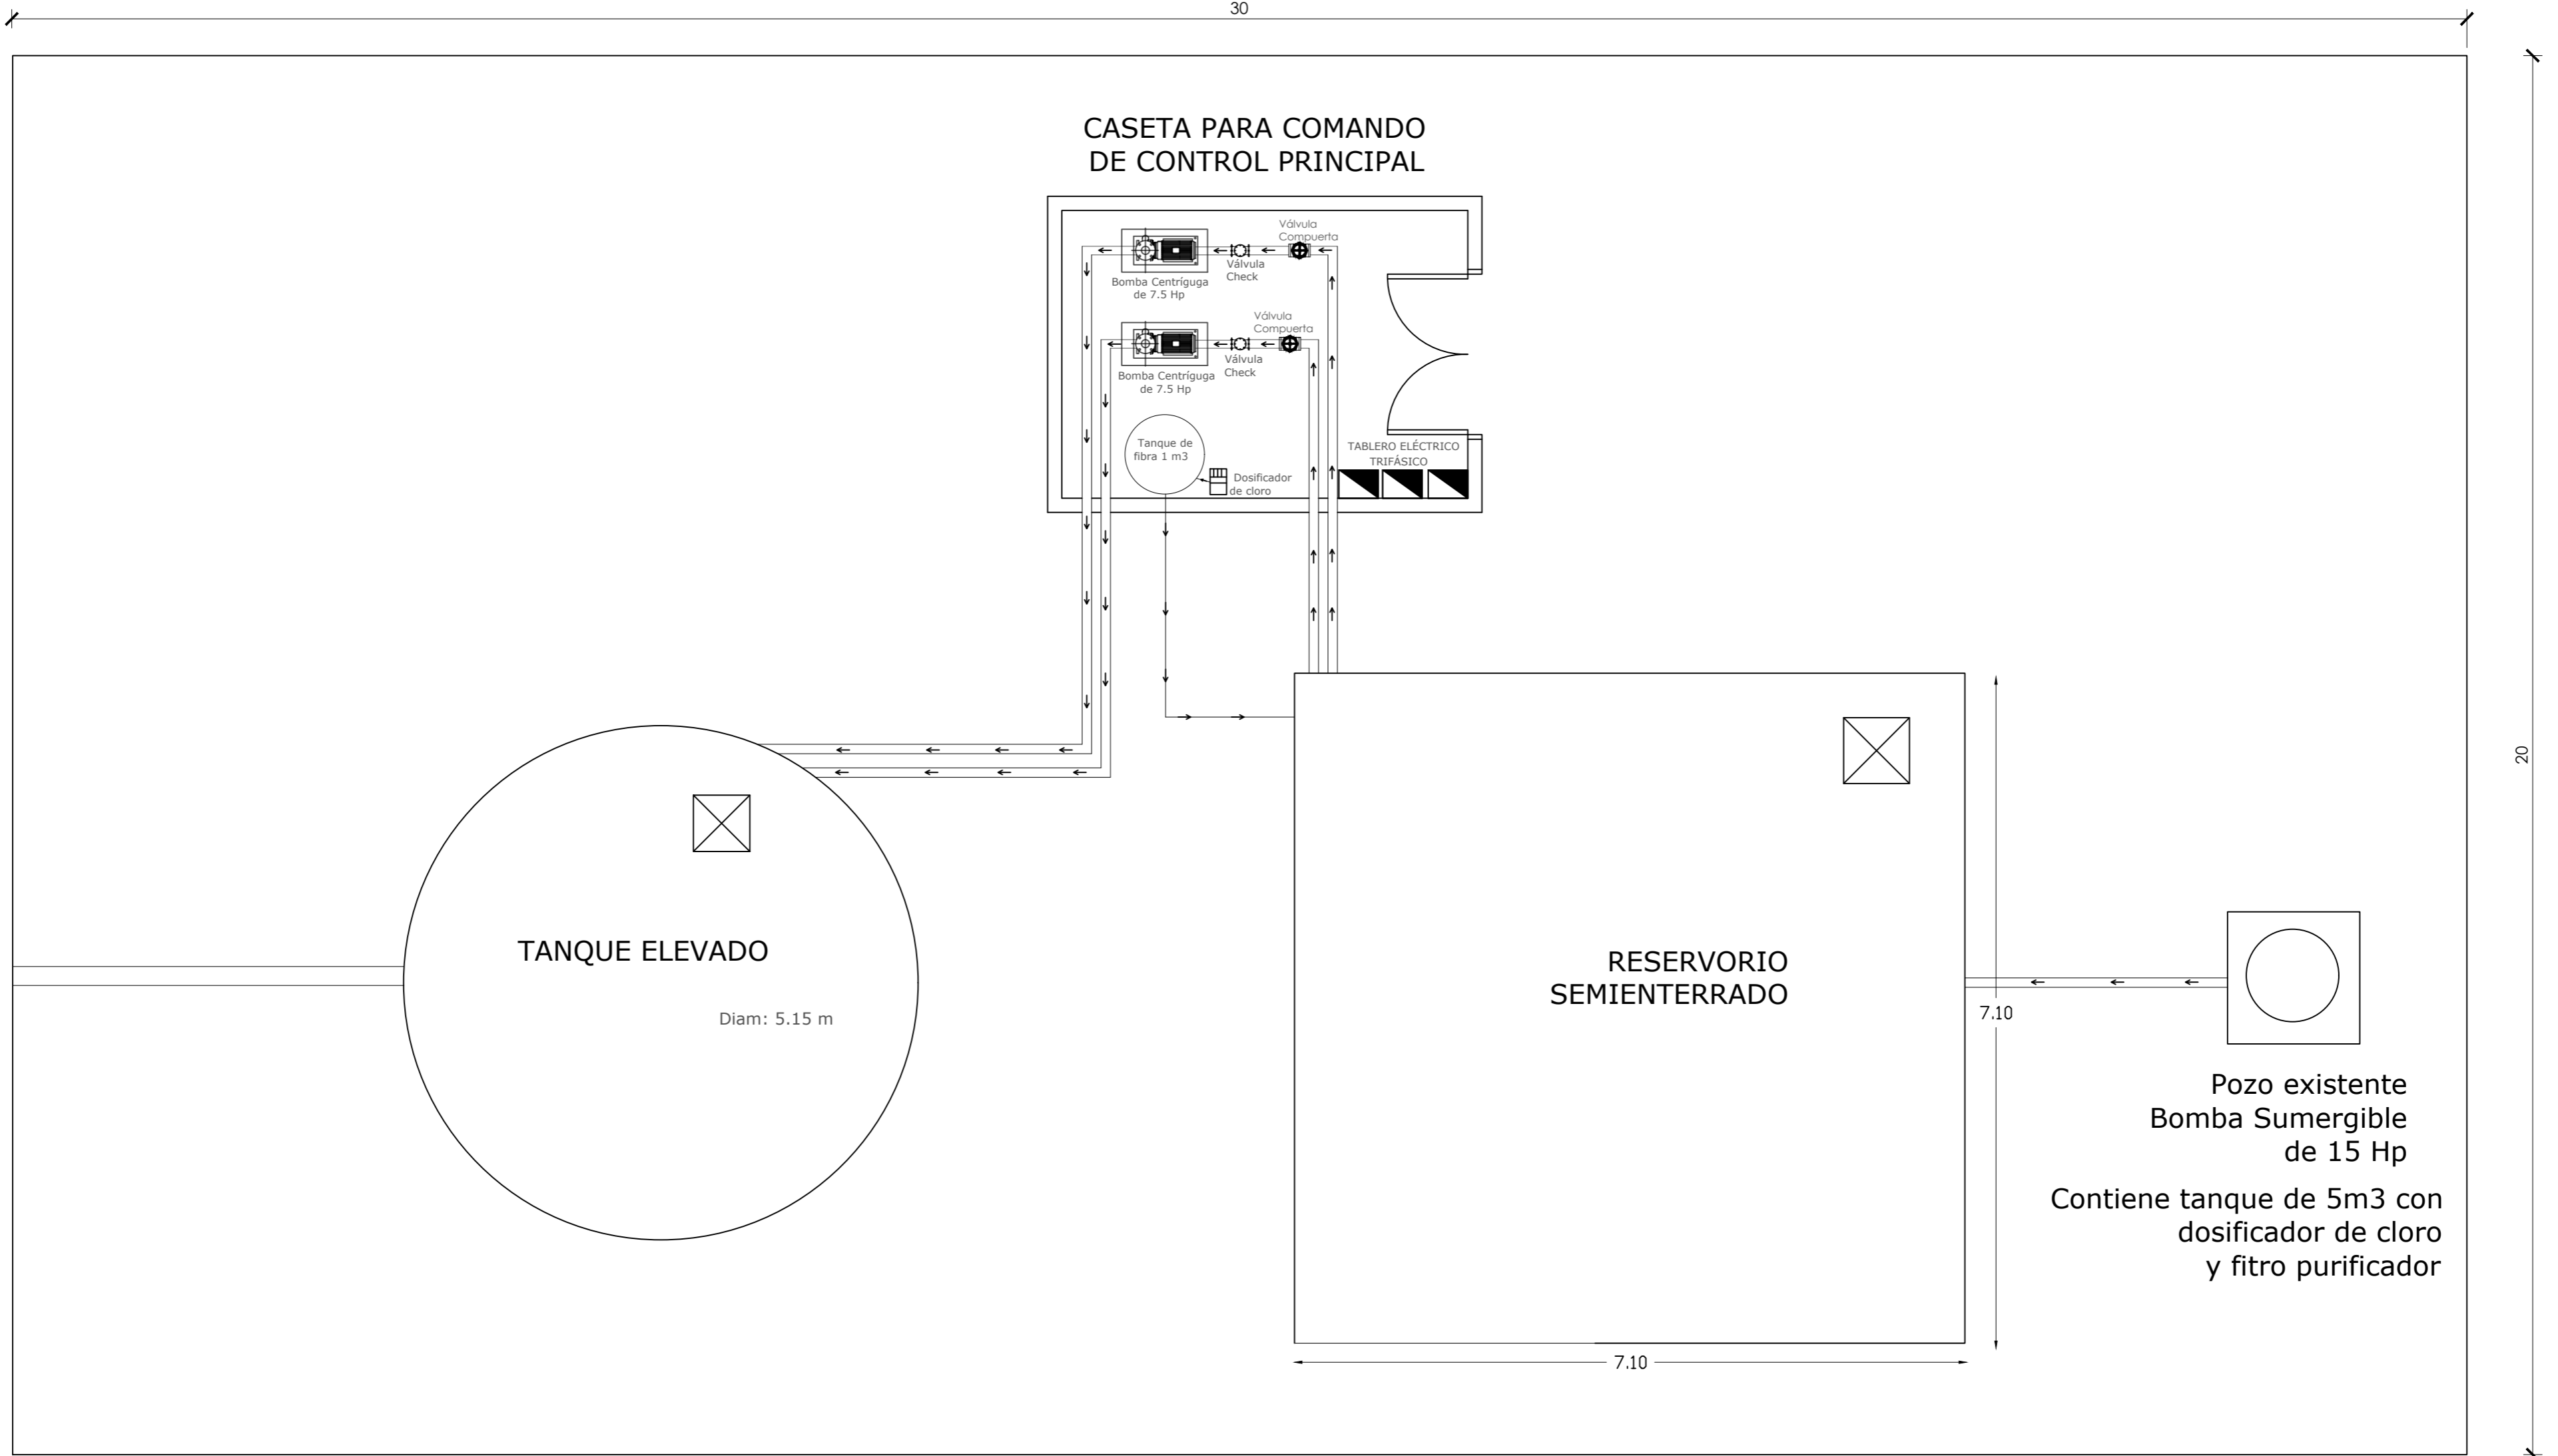 30
CASETA PARA COMANDO
DE CONTROL PRINCIPAL
Válvula
Compuerta
Válvula
Check
Bomba Centríguga
de 7.5 Hp
Válvula
Compuerta
Válvula
Check
Bomba Centríguga
de 7.5 Hp
Tanque de
fibra 1 m3
Dosificador
de cloro
TABLERO ELÉCTRICO
TRIFÁSICO
20
TANQUE ELEVADO
Diam: 5.15 m
RESERVORIO
SEMIENTERRADO
7.10
7.10
Pozo existente
Bomba Sumergible
de 15 Hp
Contiene tanque de 5m3 con
dosificador de cloro
y fitro purificador